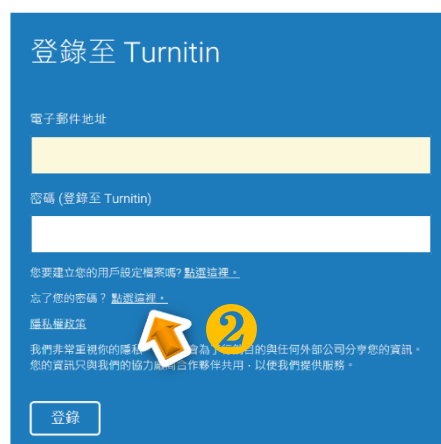 登錄至 Turnitin
電子郵件地址
密碼 (登錄至 Turnitin)
您要建立您的用戶設定檔案嗎? 點選這裡。
忘了您的密碼? 點選這裡。
隱私權政策
我們非常重視你的隱私 會為了 目的與任何外部公司分享您的資訊。
您的資訊只與我們的協力廠商合作夥伴共用,以便我們提供服務。
2
登錄